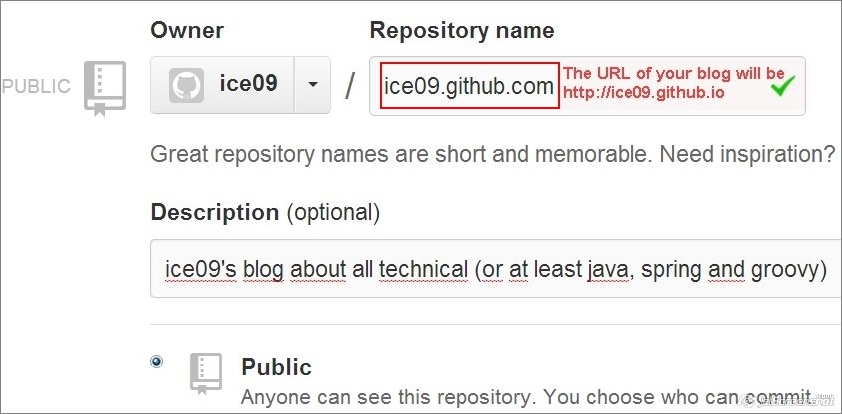 Owner
Repository name
PUBLIC
ice09
/
ice09.github.com
The URL of your blog will be
http://ice09.github.io
Great repository names are short and memorable. Need inspiration?
Description (optional)
ice09's blog about all technical (or at least java, spring and groovy)
Public
Anyone can see this repository. You choose who can commit.